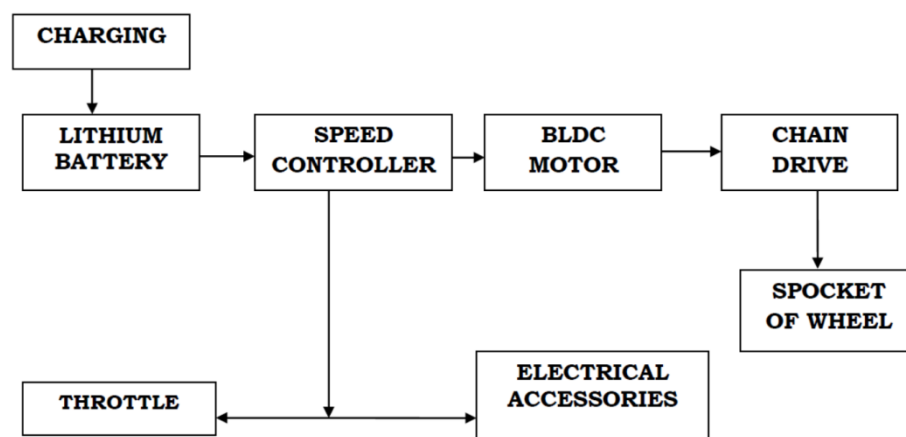 CHARGING
LITHIUM
BATTERY
SPEED
CONTROLLER
BLDC
MOTOR
CHAIN
DRIVE
SPOCKET
OF WHEEL
THROTTLE
ELECTRICAL
ACCESSORIES